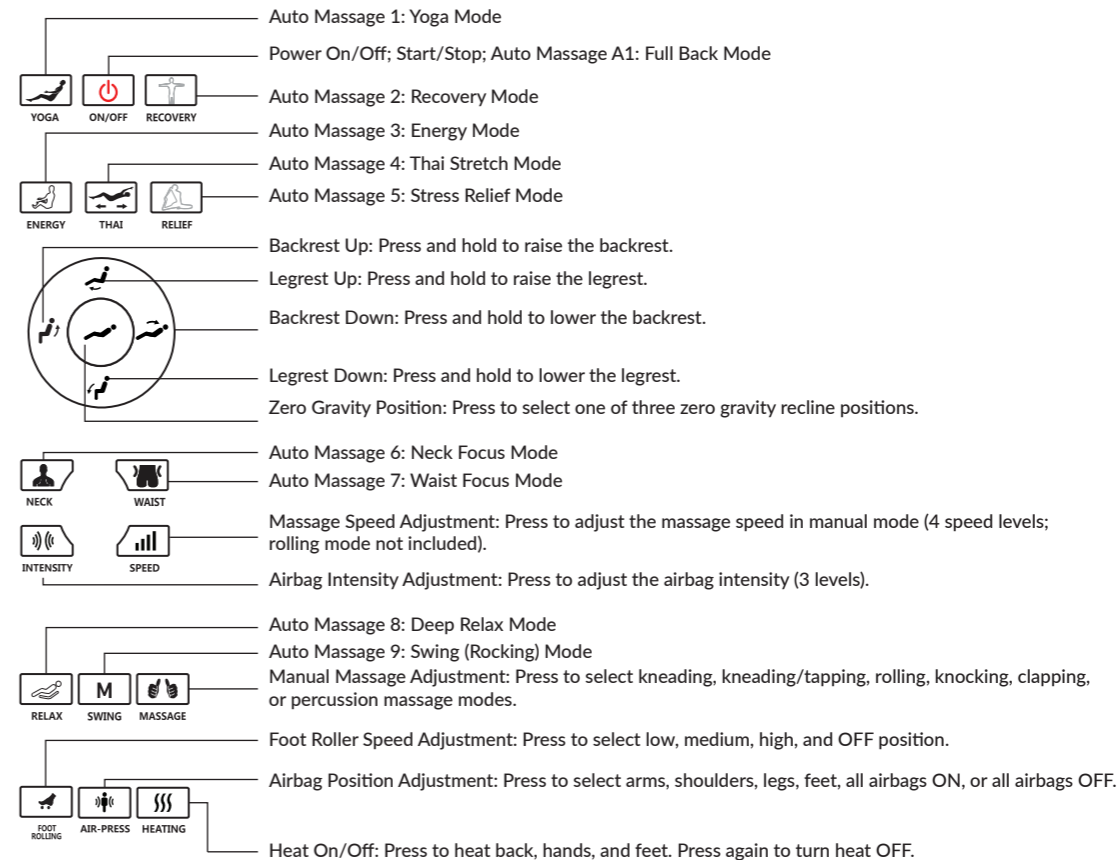 Auto Massage 1: Yoga Mode
Power On/Off; Start/Stop; Auto Massage A1: Full Back Mode
Auto Massage 2: Recovery Mode
YOGA
ON/OFF
RECOVERY
Auto Massage 3: Energy Mode
Auto Massage 4: Thai Stretch Mode
Auto Massage 5: Stress Relief Mode
ENERGY
THAI
RELIEF
Backrest Up: Press and hold to raise the backrest.
Legrest Up: Press and hold to raise the legrest.
Backrest Down: Press and hold to lower the backrest.
Legrest Down: Press and hold to lower the legrest.
Zero Gravity Position: Press to select one of three zero gravity recline positions.
Auto Massage 6: Neck Focus Mode
Auto Massage 7: Waist Focus Mode
NECK
WAIST
Massage Speed Adjustment: Press to adjust the massage speed in manual mode (4 speed levels;
rolling mode not included).
INTENSITY
SPEED
Airbag Intensity Adjustment: Press to adjust the airbag intensity (3 levels).
Auto Massage 8: Deep Relax Mode
Auto Massage 9: Swing (Rocking) Mode
Manual Massage Adjustment: Press to select kneading, kneading/tapping, rolling, knocking, clapping,
or percussion massage modes.
M
RELAX
SWING
MASSAGE
Foot Roller Speed Adjustment: Press to select low, medium, high, and OFF position.
Airbag Position Adjustment: Press to select arms, shoulders, legs, feet, all airbags ON, or all airbags OFF.
FOOT
ROLLING
AIR-PRESS
HEATING
Heat On/Off: Press to heat back, hands, and feet. Press again to turn heat OFF.